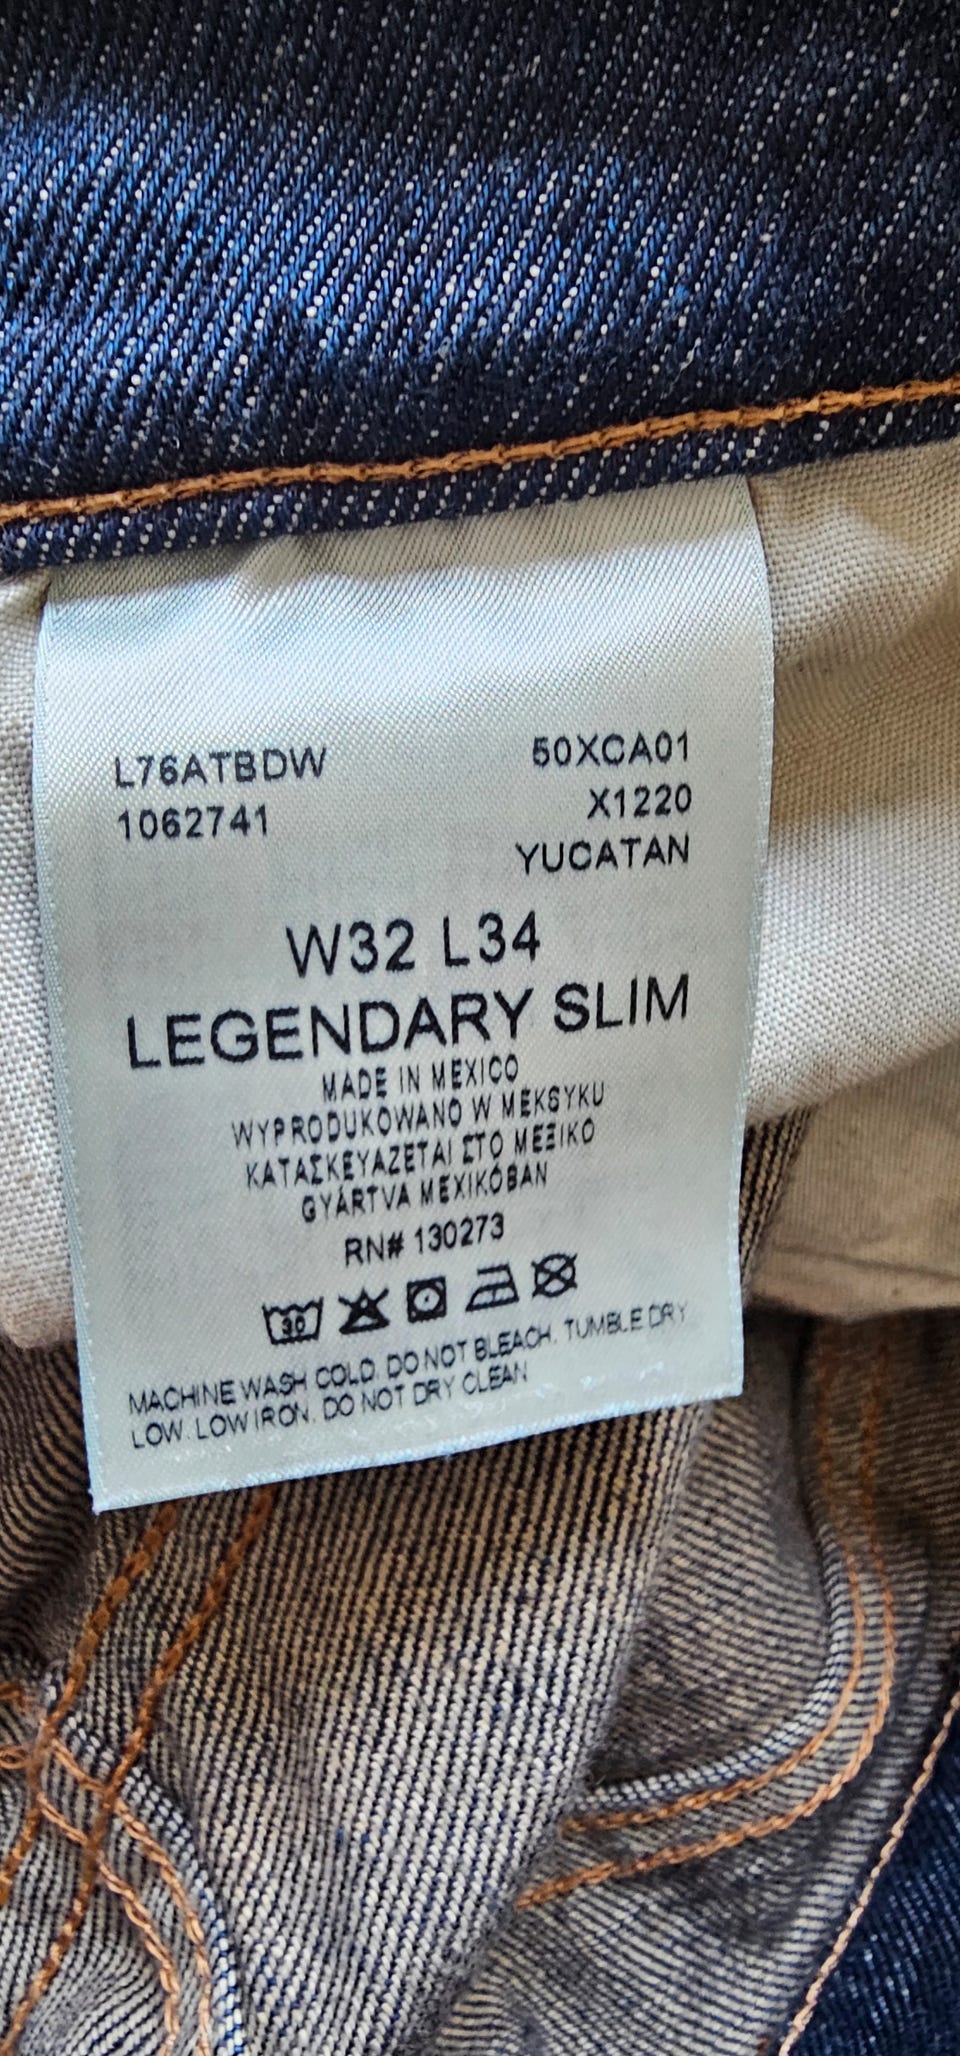 L76ATBDW 50XCA01
1062741 X1220
YUCATAN
W32 L34
LEGENDARY SLIM
MADE IN MEXICO
WYPRODUKOWANO W MEKSYKU
ΚΑΤΑΣΚΕΥΑΖΕΤΑΙ ΣΤΟ ΜΕΞΙΚΟ
GYÁRTVA MEXIKÓBAN
RN# 130273
30
MACHINE WASH COLD. DO NOT BLEACH. TUMBLE DRY
LOW. LOW IRON. DO NOT DRY CLEAN